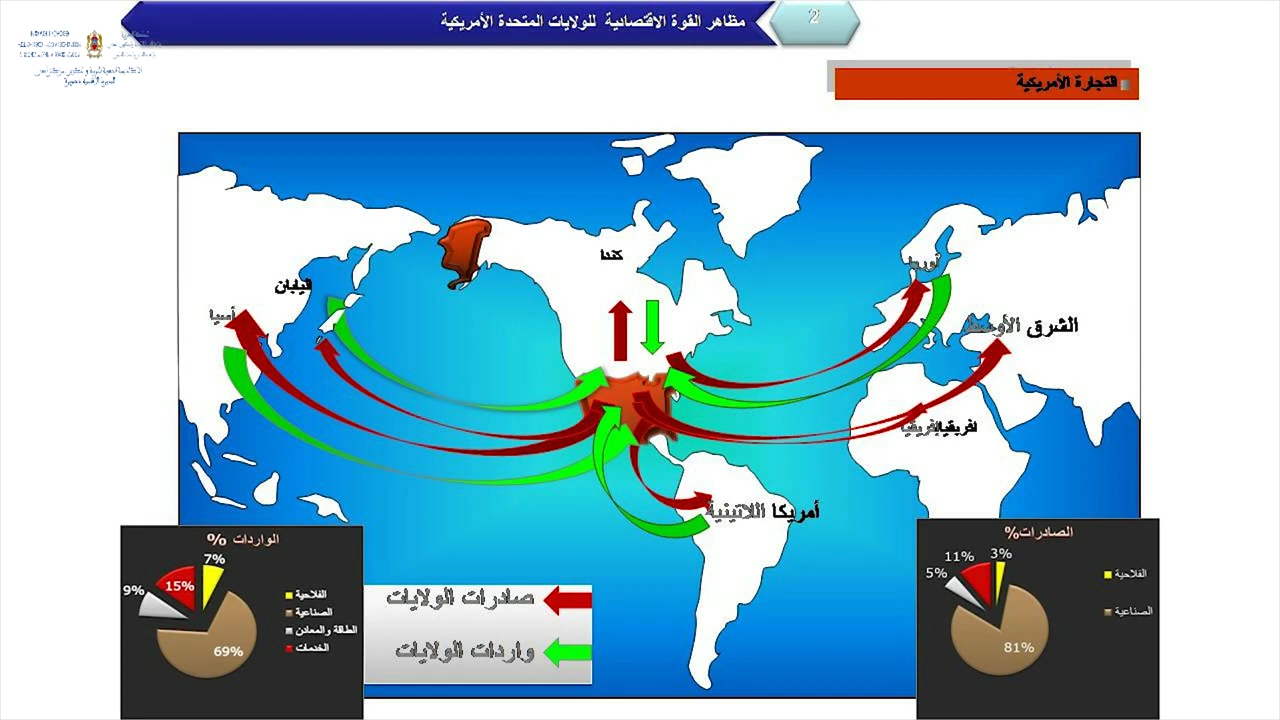 مظاهر القوة الاقتصادية للولايات المتحدة الأمريكية
2
التجارة الأمريكية
كندا
أوربا
اليابان
أسيا
الشرق الأوسط
افريقيا
إفريقيا
أمريكا اللاتينية
الواردات %
7%
15%
9%
69%
الفلاحية
الصناعية
الطاقة والمعادن
الخدمات
صادرات الولايات
واردات الولايات
الصادرات%
3%
11%
5%
81%
الفلاحية
الصناعية